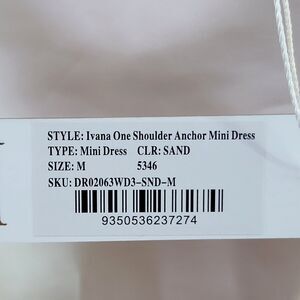 STYLE: Ivana One Shoulder Anchor Mini Dress
TYPE: Mini Dress CLR: SAND
SIZE: M 5346
SKU: DR02063WD3-SND-M
9350536237274